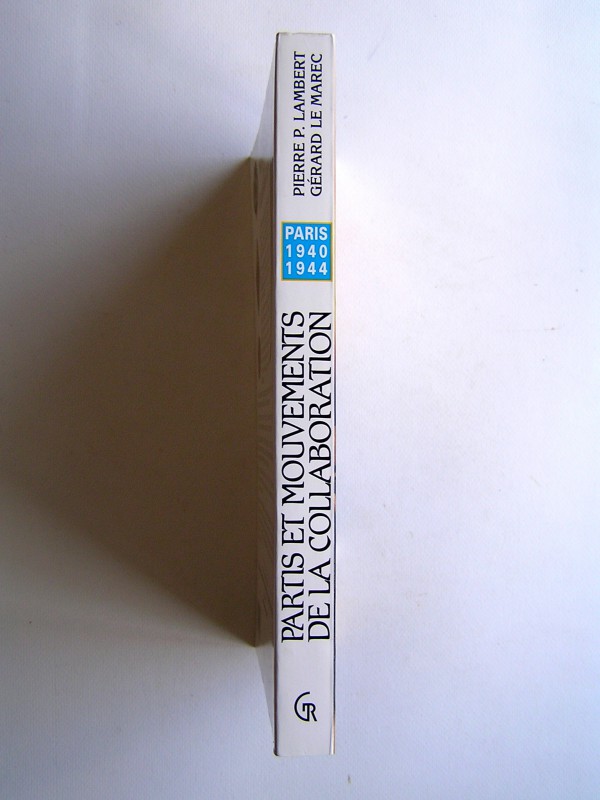 PIERRE P. LAMBERT
GÉRARD LE MAREC
PARIS
1940
1944
PARTIS ET MOUVEMENTS
DE LA COLLABORATION
GR